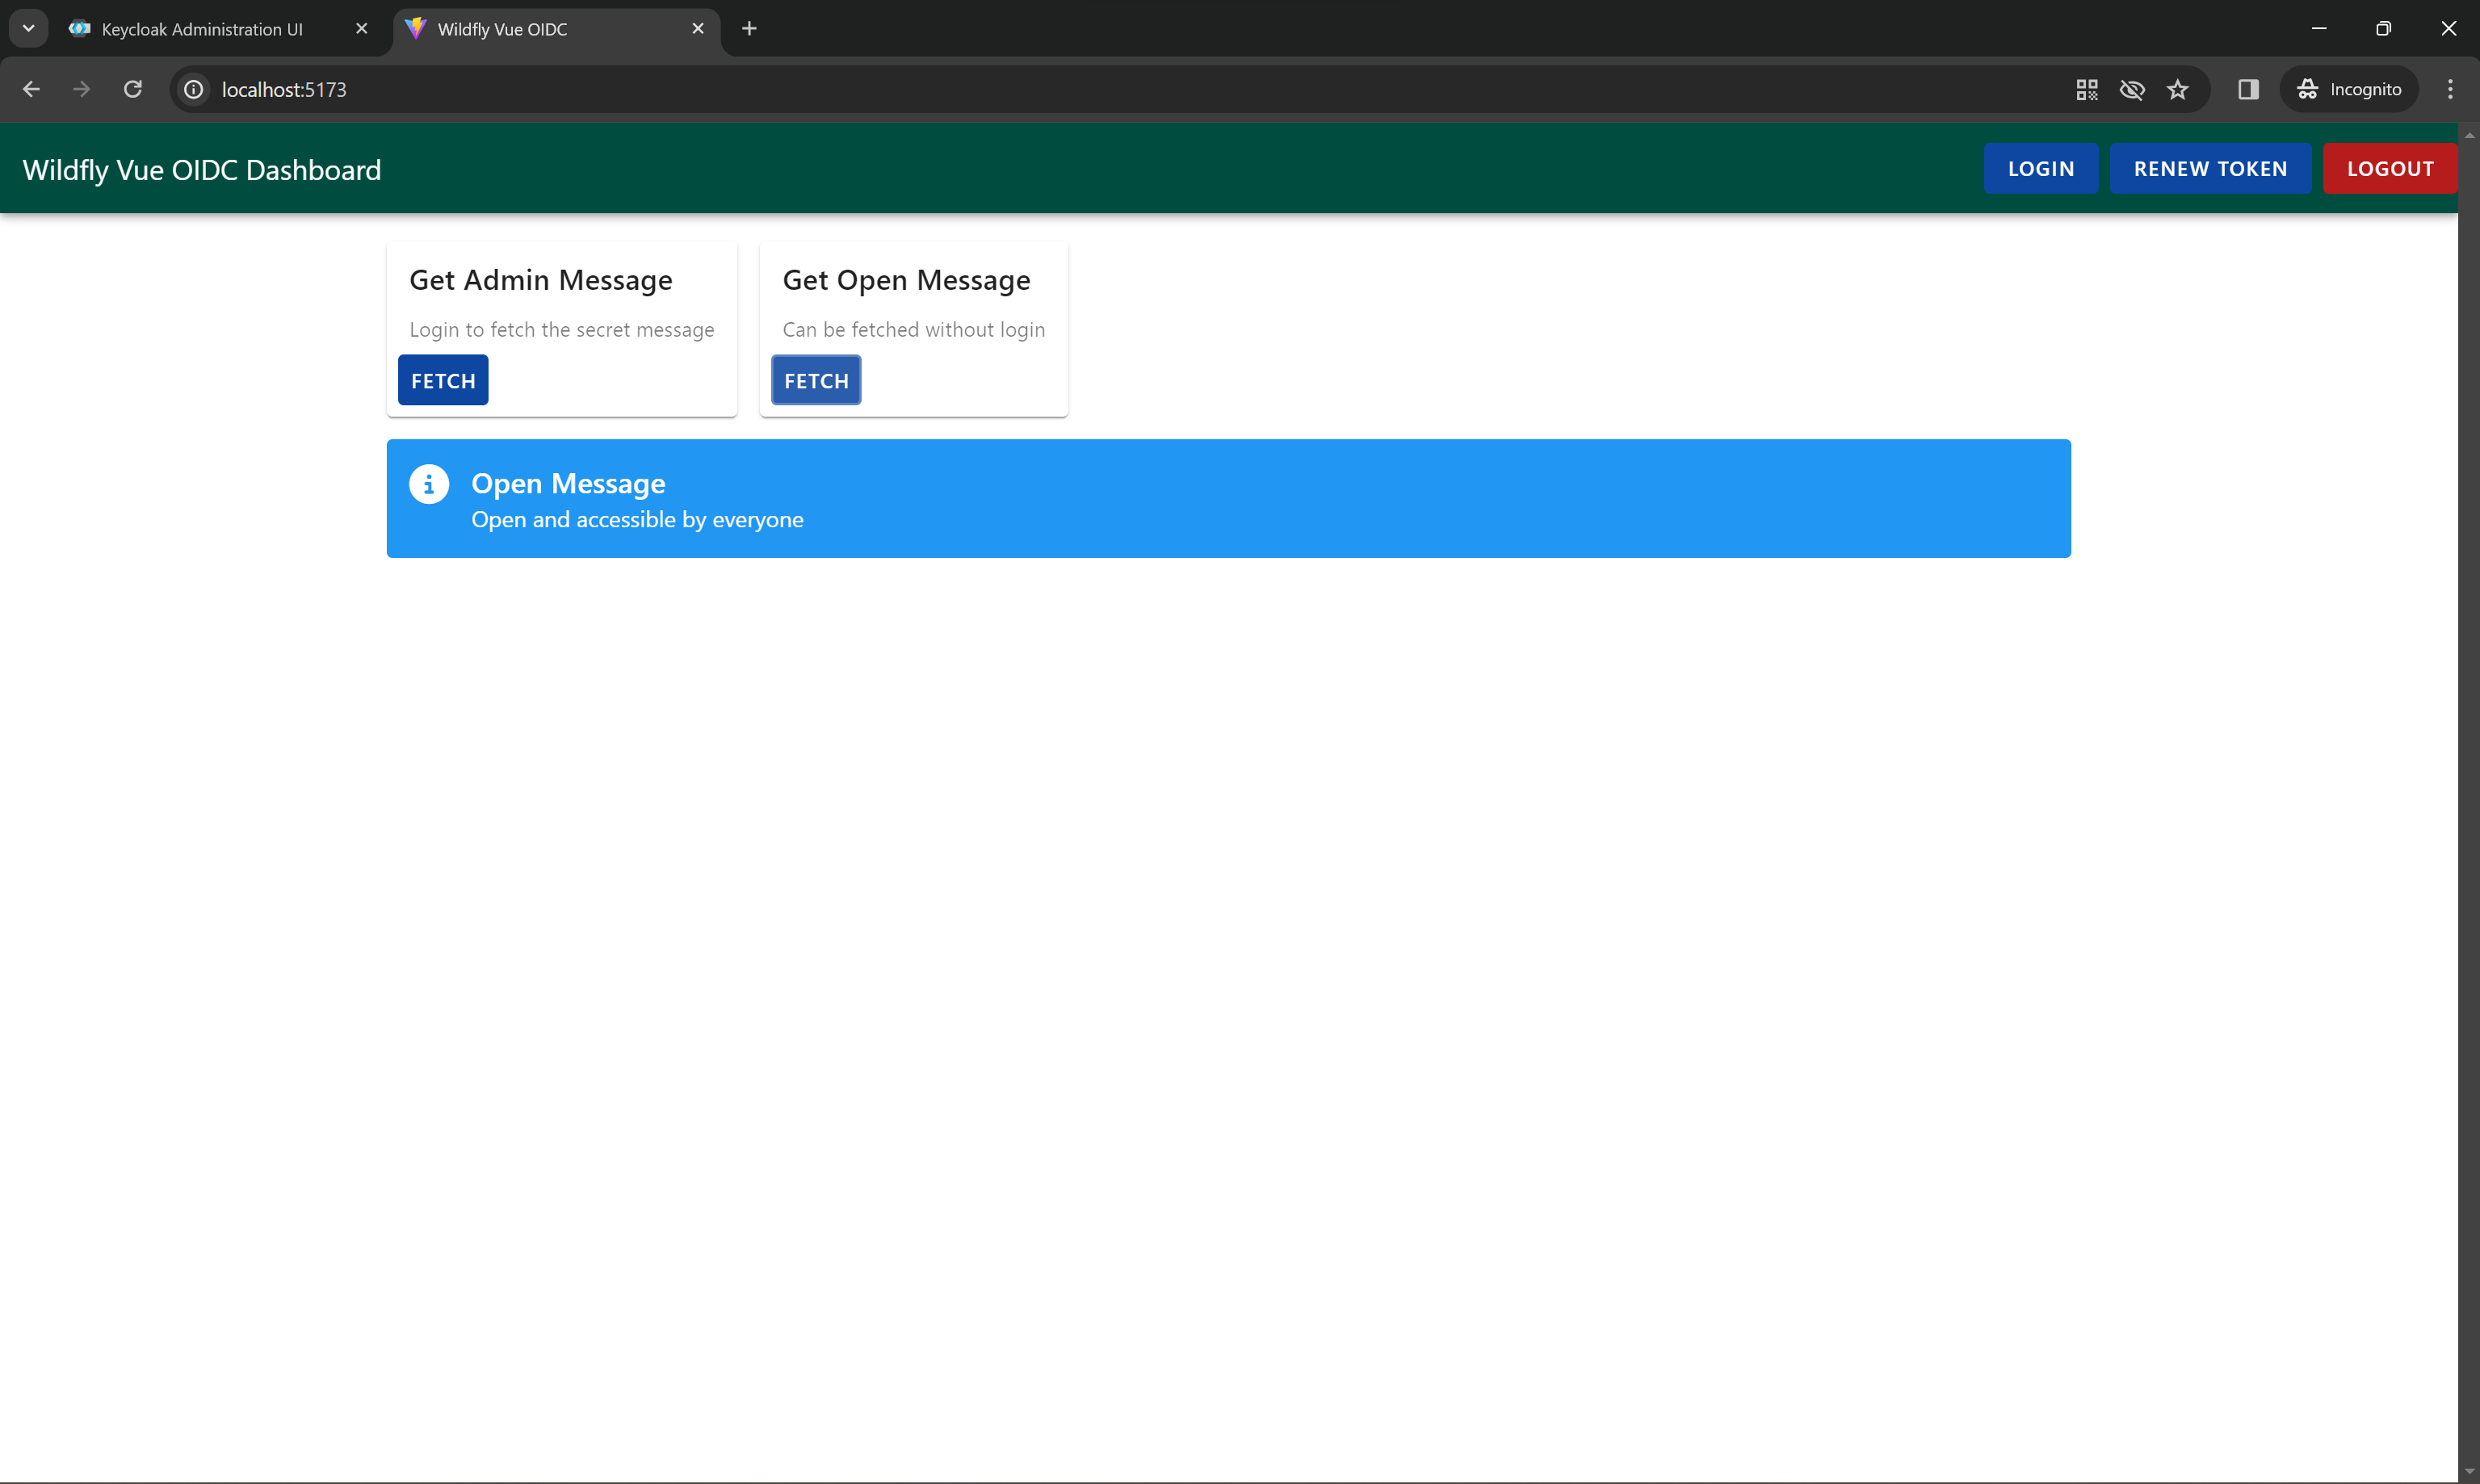 Keycloak Administration UI
Wildfly Vue OIDC
localhost:5173
Incognito
Wildfly Vue OIDC Dashboard
LOGIN
RENEW TOKEN
LOGOUT
Get Admin Message
Login to fetch the secret message
FETCH
Get Open Message
Can be fetched without login
FETCH
Open Message
Open and accessible by everyone